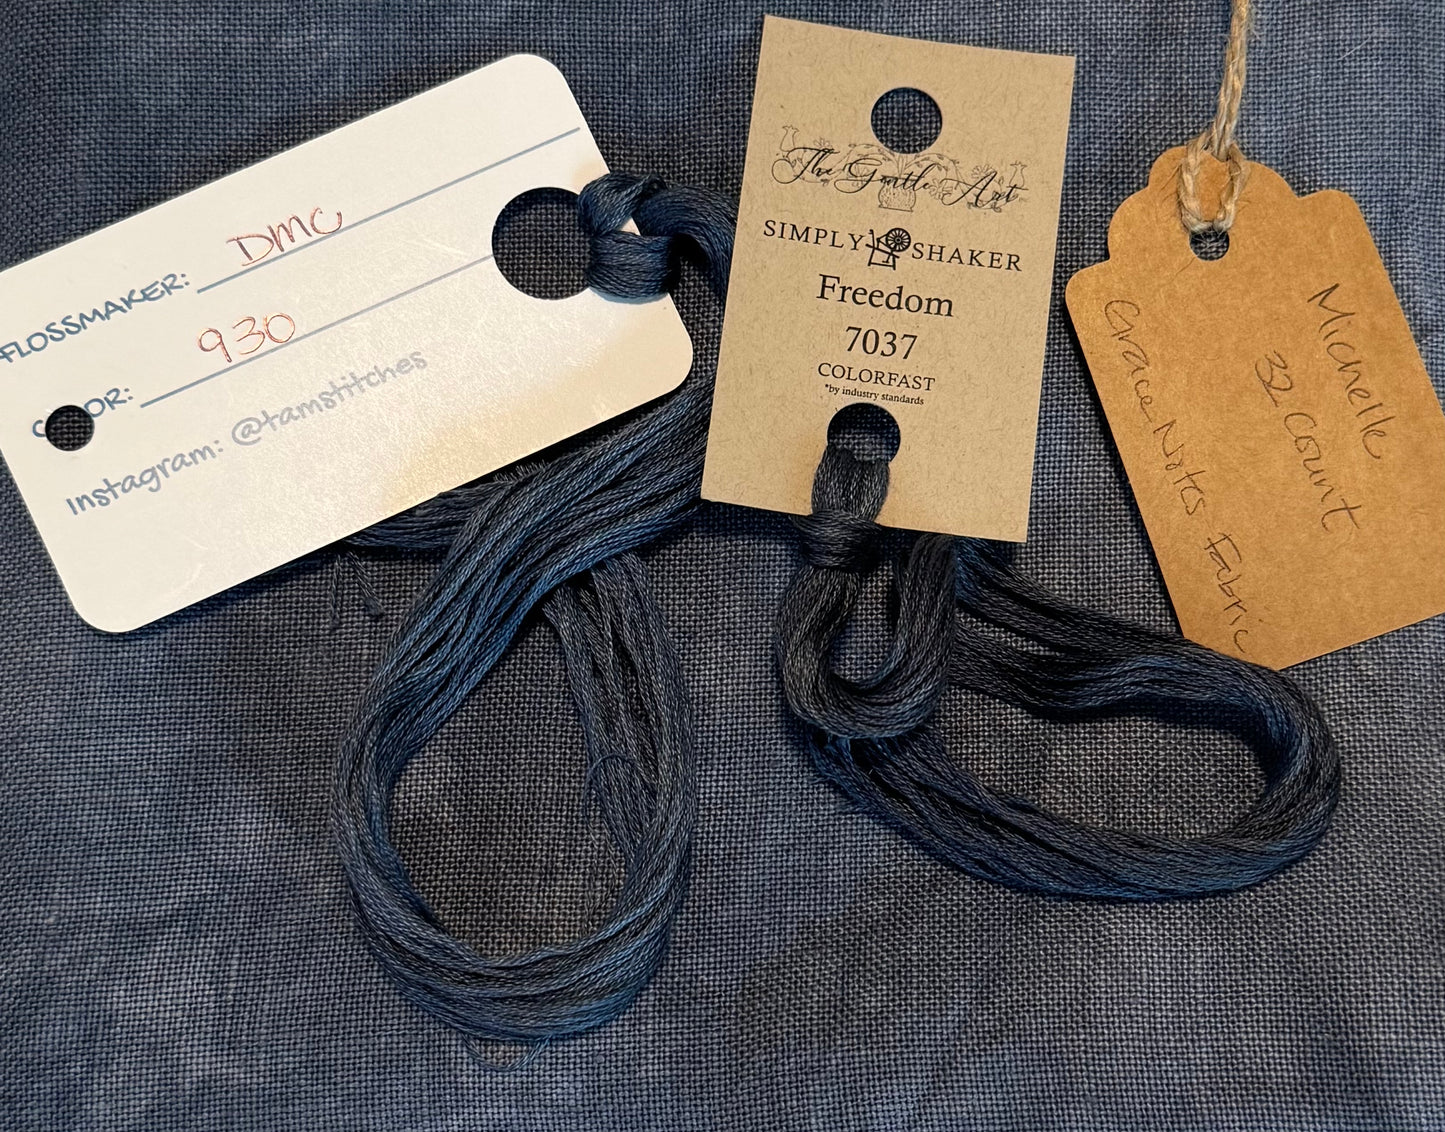 FLOSSMAKER: DMC
COLOR: 930
Instagram: @tamstitches
The Gentle Art
SIMPLY SHAKER
Freedom
7037
COLORFAST
*by industry standards
Michelle
32 Count
Grace Notes Fabric